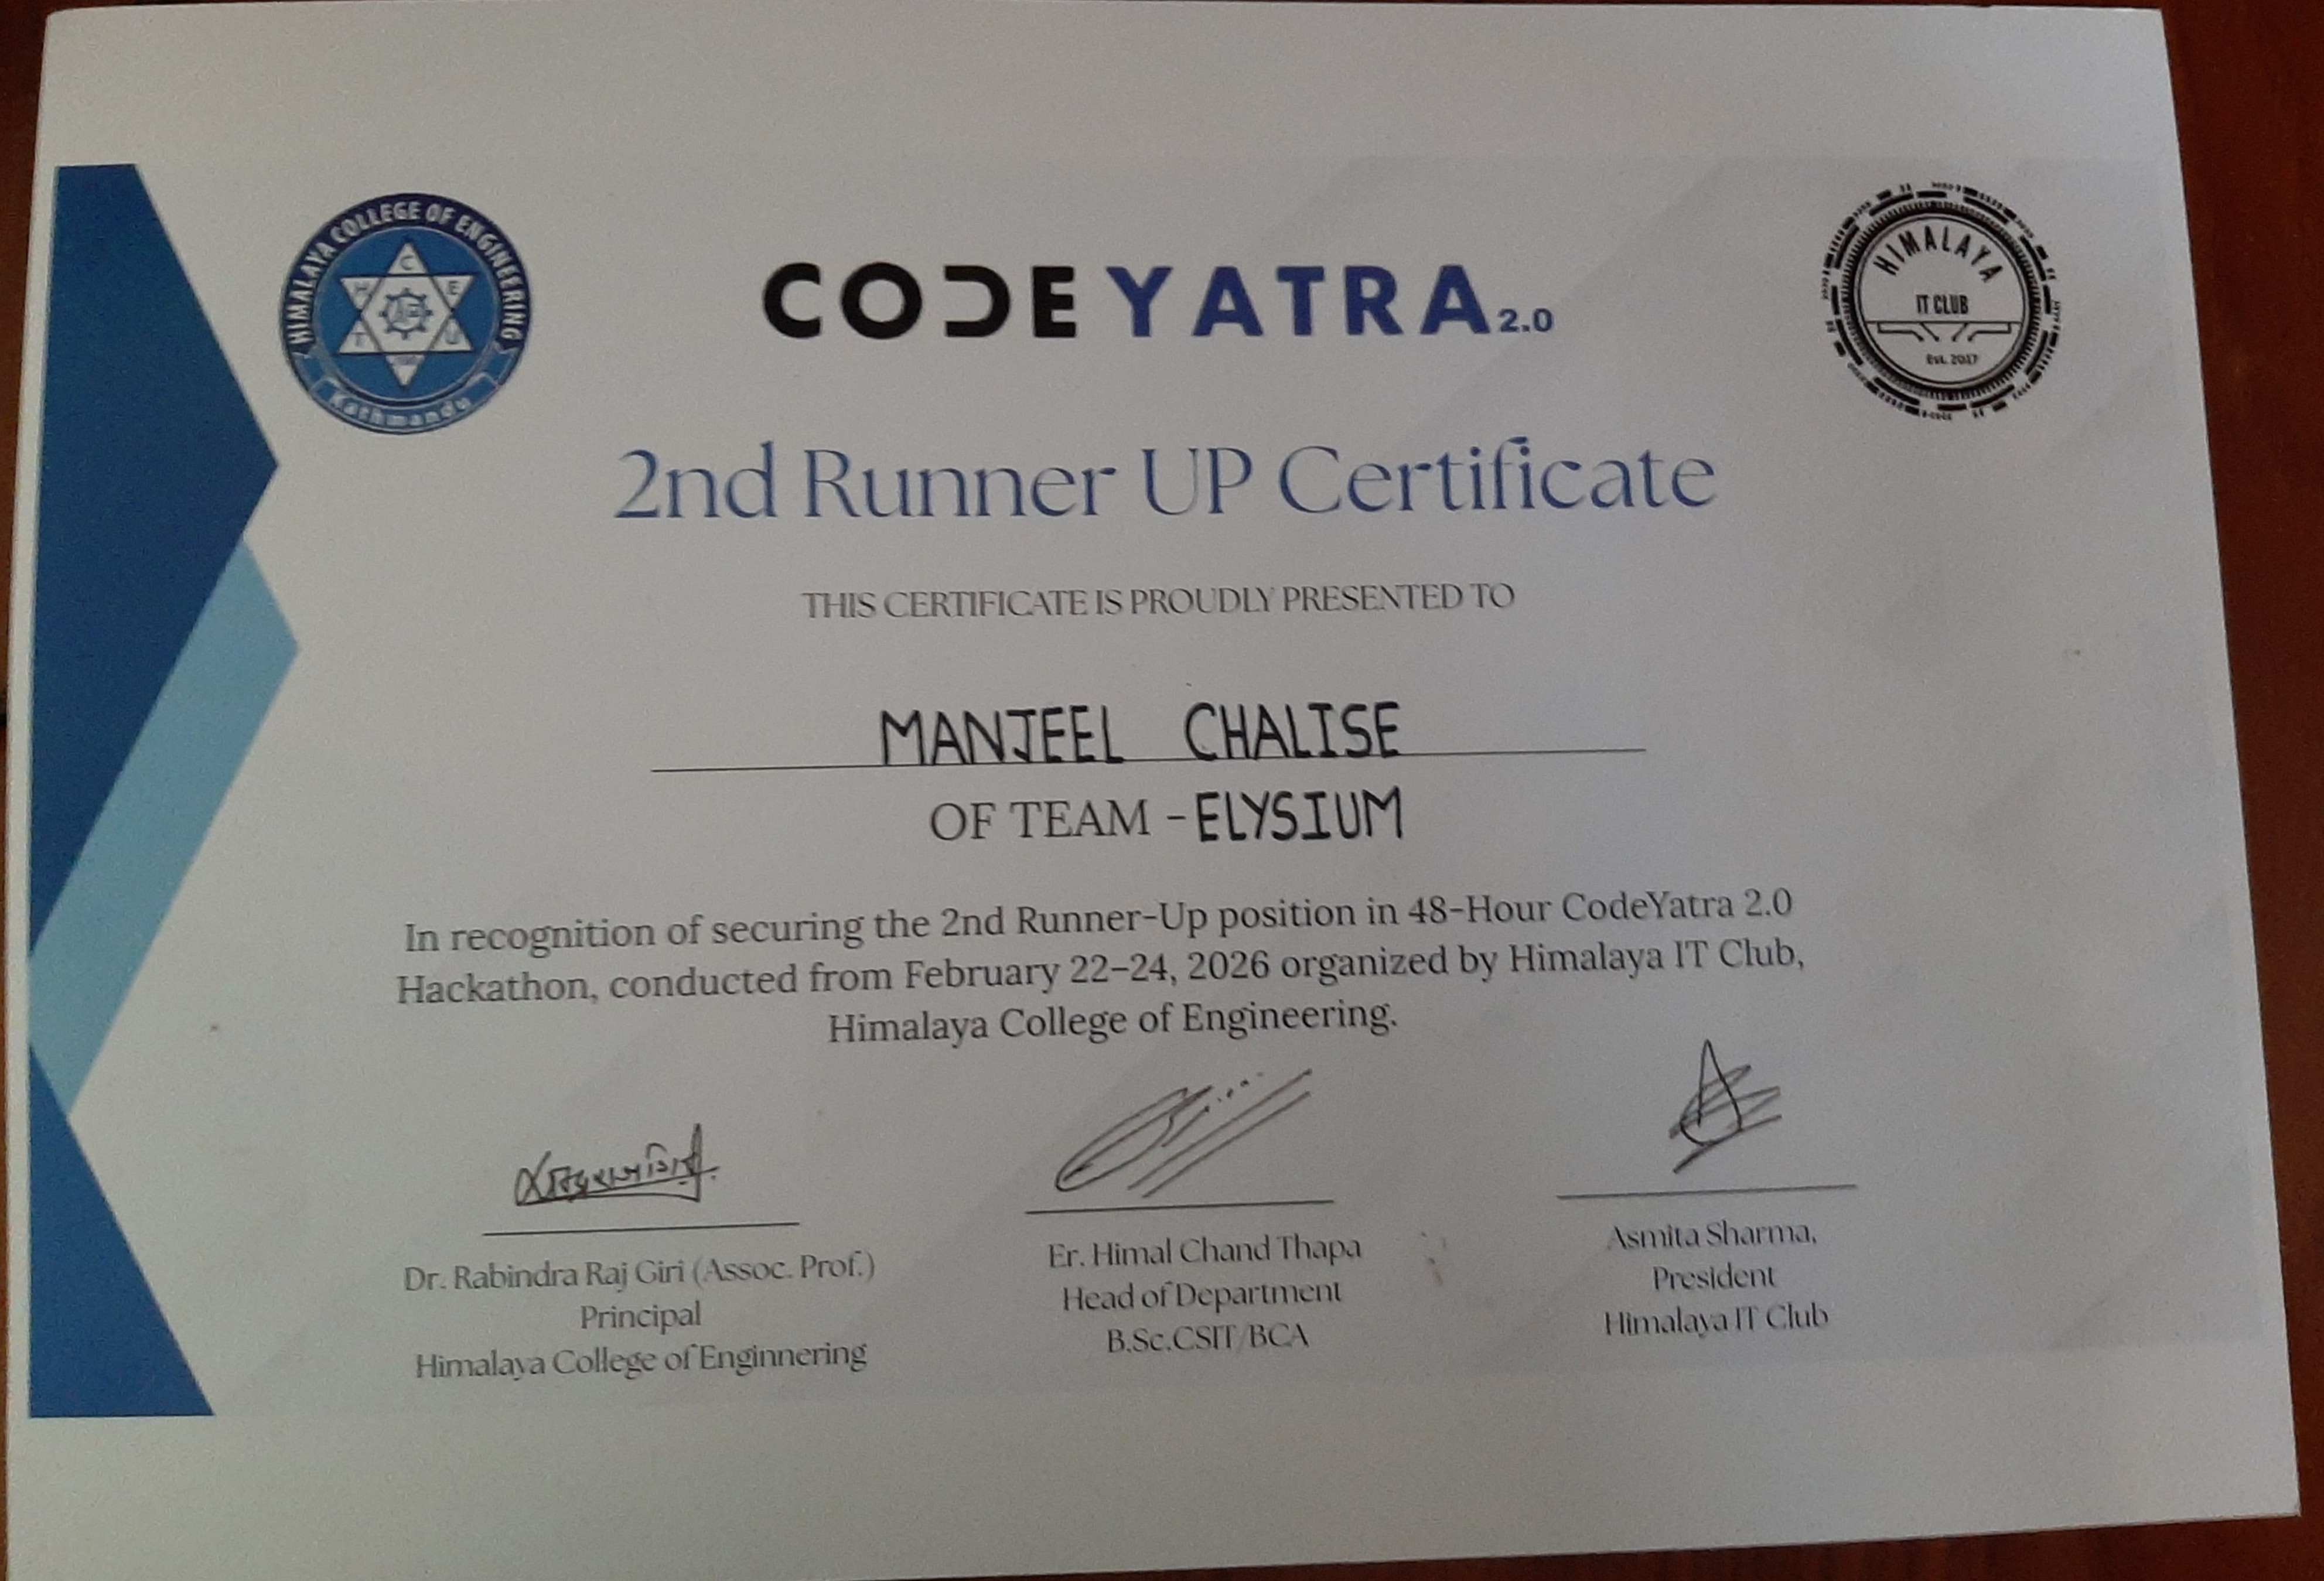 HIMALAYA COLLEGE OF ENGINEERING
C
H E
T U
Kathmandu
CODE YATRA 2.0
HIMALAYA
IT CLUB
Est. 2017
2nd Runner UP Certificate
THIS CERTIFICATE IS PROUDLY PRESENTED TO
MANJEEL CHALISE
OF TEAM - ELYSIUM
In recognition of securing the 2nd Runner-Up position in 48-Hour CodeYatra 2.0
Hackathon, conducted from February 22-24, 2026 organized by Himalaya IT Club,
Himalaya College of Engineering.
Dr. Rabindra Raj Giri (Assoc. Prof.)
Principal
Himalaya College of Enginnering
Er. Himal Chand Thapa
Head of Department
B.Sc.CSIT/BCA
Asmita Sharma,
President
Himalaya IT Club